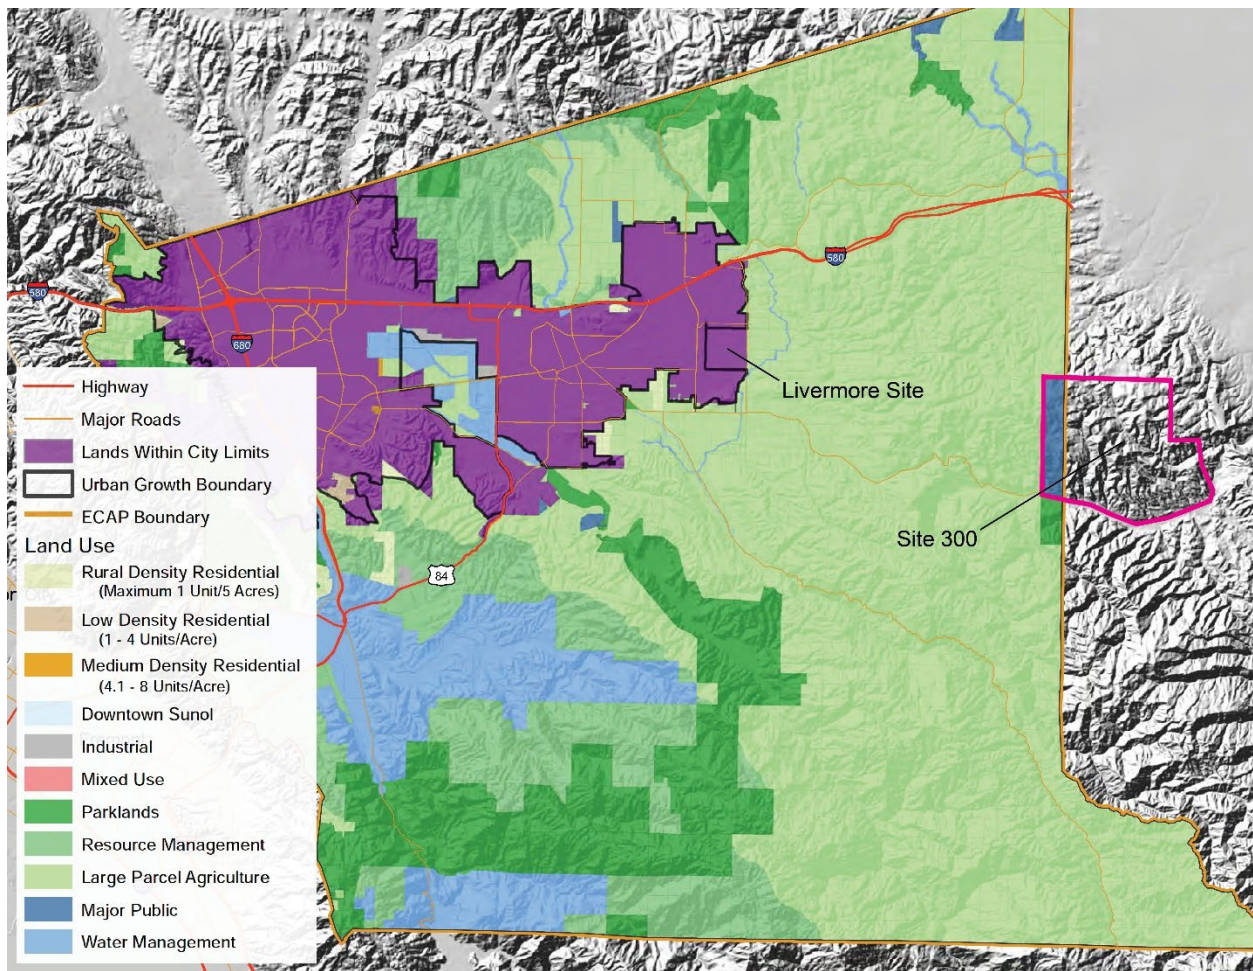 580
580
680
Livermore Site
Site 300
84
Highway
Major Roads
Lands Within City Limits
Urban Growth Boundary
ECAP Boundary
Land Use
Rural Density Residential
(Maximum 1 Unit/5 Acres)
Low Density Residential
(1 - 4 Units/Acre)
Medium Density Residential
(4.1 - 8 Units/Acre)
Downtown Sunol
Industrial
Mixed Use
Parklands
Resource Management
Large Parcel Agriculture
Major Public
Water Management